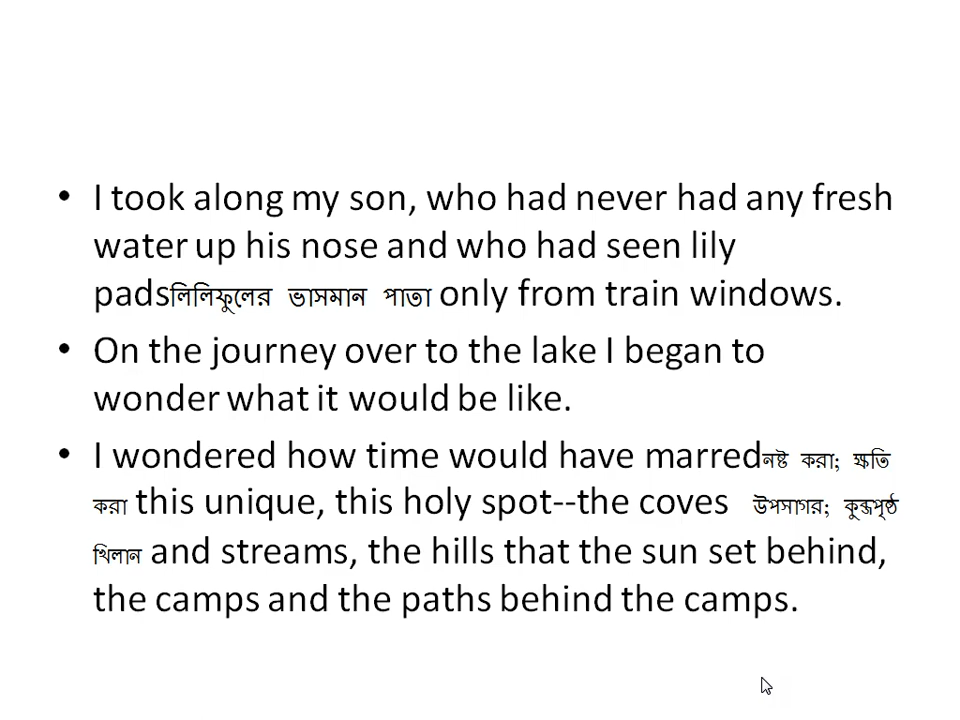 • I took along my son, who had never had any fresh
water up his nose and who had seen lily
padsলিলিফুলের ভাসমান পাতা only from train windows.
• On the journey over to the lake I began to
wonder what it would be like.
• I wondered how time would have marredনষ্ট করা; ক্ষতি
করা this unique, this holy spot--the coves উপসাগর; কুব্জপৃষ্ঠ
খিলান and streams, the hills that the sun set behind,
the camps and the paths behind the camps.